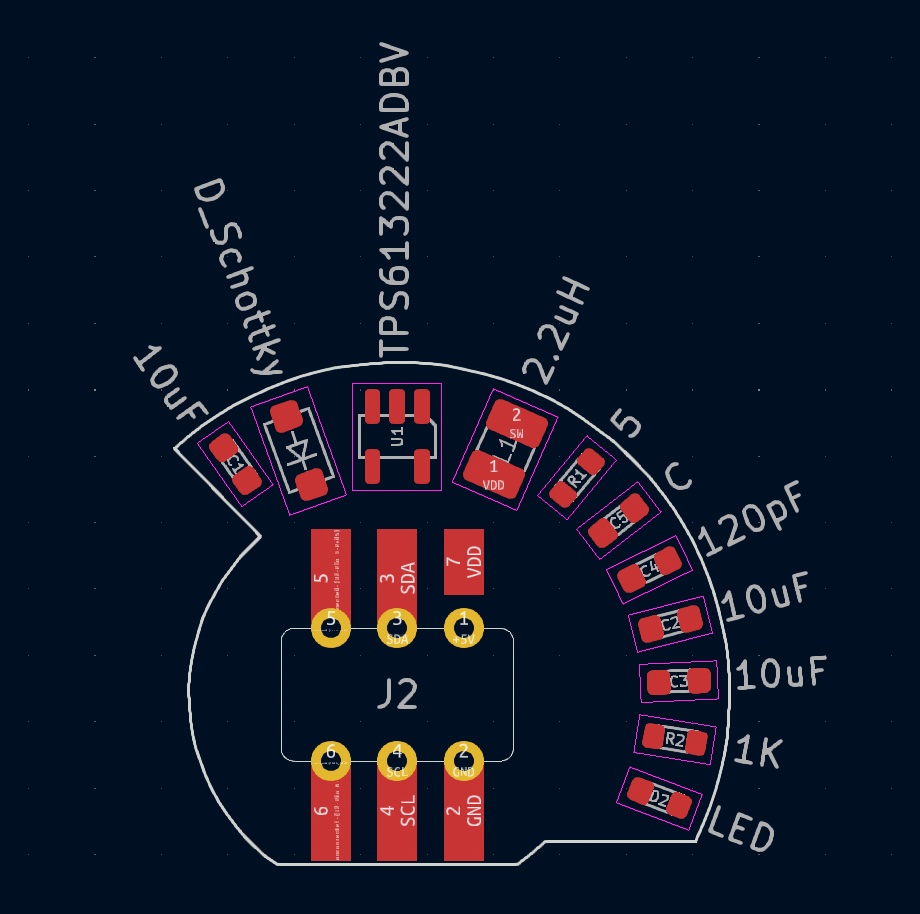 TPS613222ADBV
D_Schottky
2.2uH
10uF
5
C
120pF
10uF
10uF
1K
LED
C1
U1
2
SW
L1
1
VDD
R1
C5
C4
C2
C3
R2
D2
5
3
SDA
7
VDD
5
3
SDA
1
+5V
J2
6
4
SCL
2
GND
6
4
SCL
2
GND